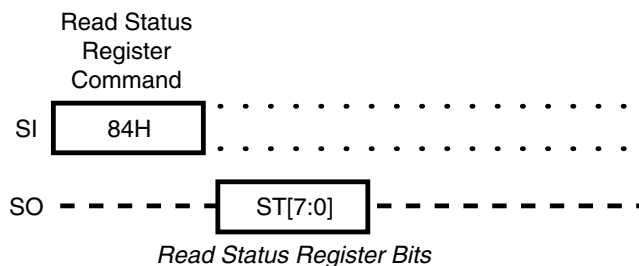 Read Status
Register
Command
SI
84H
SO
ST[7:0]
Read Status Register Bits